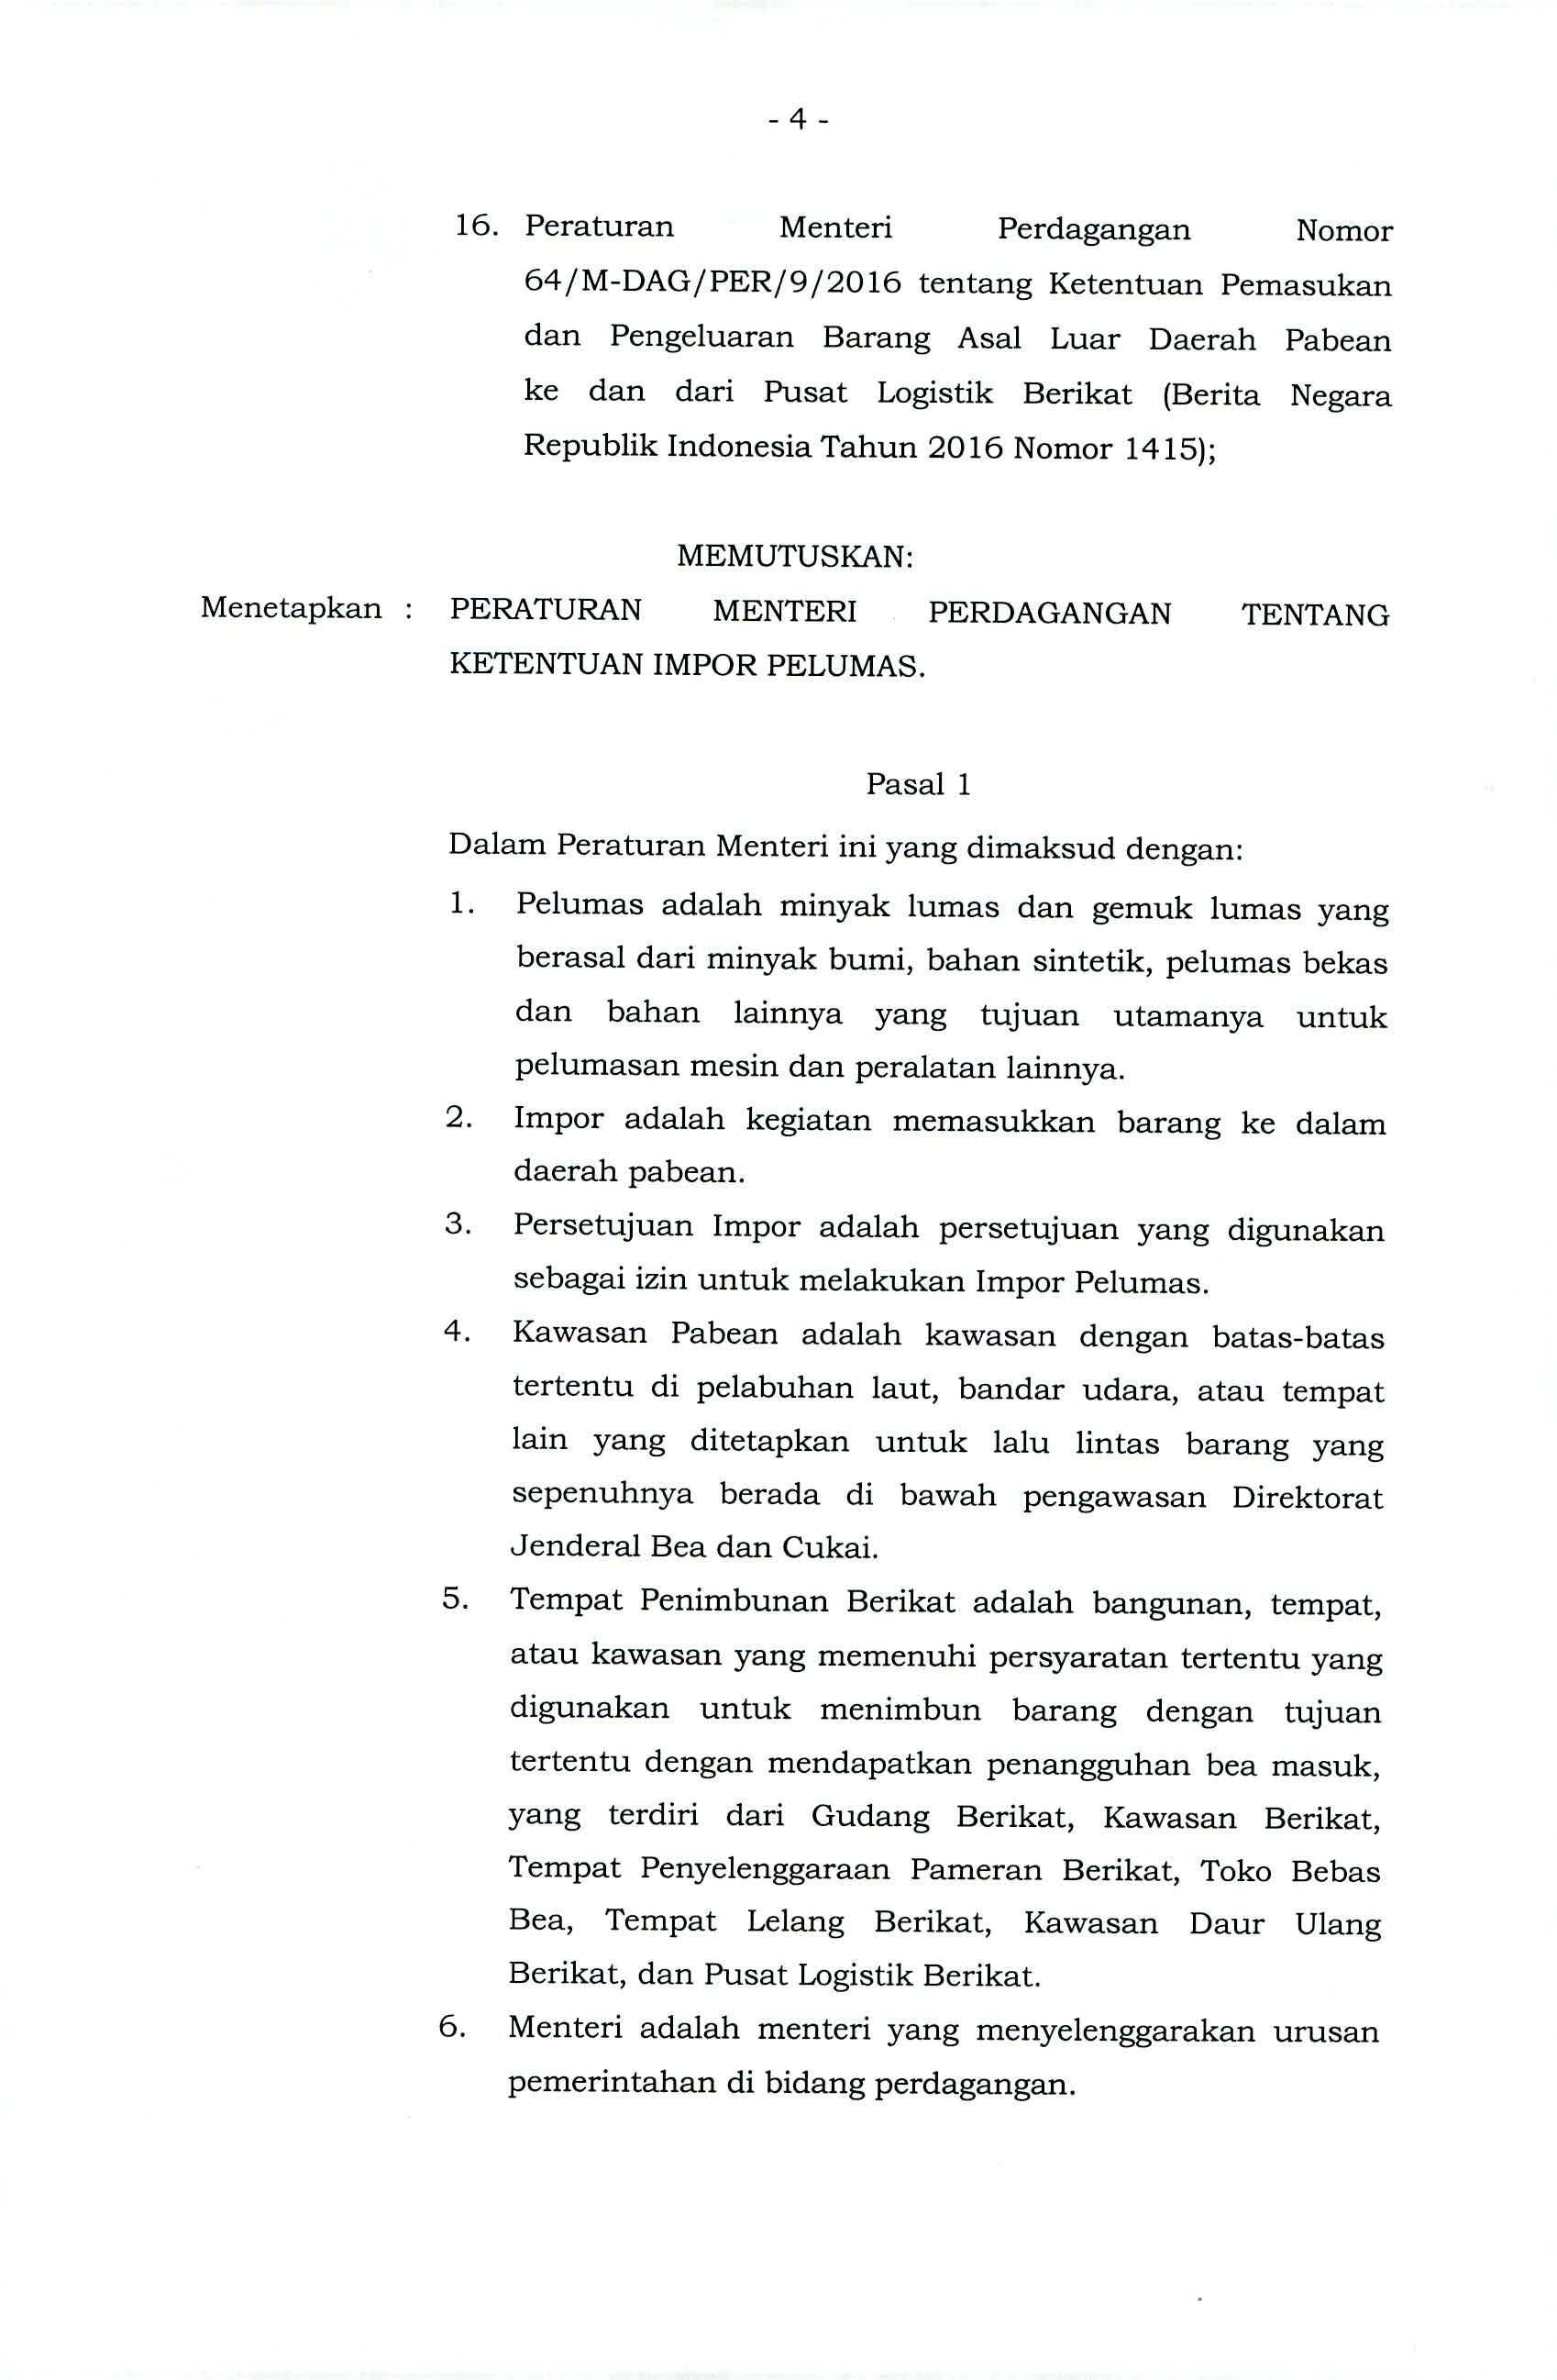 - 4 -
16. Peraturan Menteri Perdagangan Nomor
64/M-DAG/PER/9/2016 tentang Ketentuan Pemasukan
dan Pengeluaran Barang Asal Luar Daerah Pabean
ke dan dari Pusat Logistik Berikat (Berita Negara
Republik Indonesia Tahun 2016 Nomor 1415);
MEMUTUSKAN:
Menetapkan : PERATURAN MENTERI PERDAGANGAN TENTANG
KETENTUAN IMPOR PELUMAS.
Pasal 1
Dalam Peraturan Menteri ini yang dimaksud dengan:
1. Pelumas adalah minyak lumas dan gemuk lumas yang
berasal dari minyak bumi, bahan sintetik, pelumas bekas
dan bahan lainnya yang tujuan utamanya untuk
pelumasan mesin dan peralatan lainnya.
2. Impor adalah kegiatan memasukkan barang ke dalam
daerah pabean.
3. Persetujuan Impor adalah persetujuan yang digunakan
sebagai izin untuk melakukan Impor Pelumas.
4. Kawasan Pabean adalah kawasan dengan batas-batas
tertentu di pelabuhan laut, bandar udara, atau tempat
lain yang ditetapkan untuk lalu lintas barang yang
sepenuhnya berada di bawah pengawasan Direktorat
Jenderal Bea dan Cukai.
5. Tempat Penimbunan Berikat adalah bangunan, tempat,
atau kawasan yang memenuhi persyaratan tertentu yang
digunakan untuk menimbun barang dengan tujuan
tertentu dengan mendapatkan penangguhan bea masuk,
yang terdiri dari Gudang Berikat, Kawasan Berikat,
Tempat Penyelenggaraan Pameran Berikat, Toko Bebas
Bea, Tempat Lelang Berikat, Kawasan Daur Ulang
Berikat, dan Pusat Logistik Berikat.
6. Menteri adalah menteri yang menyelenggarakan urusan
pemerintahan di bidang perdagangan.